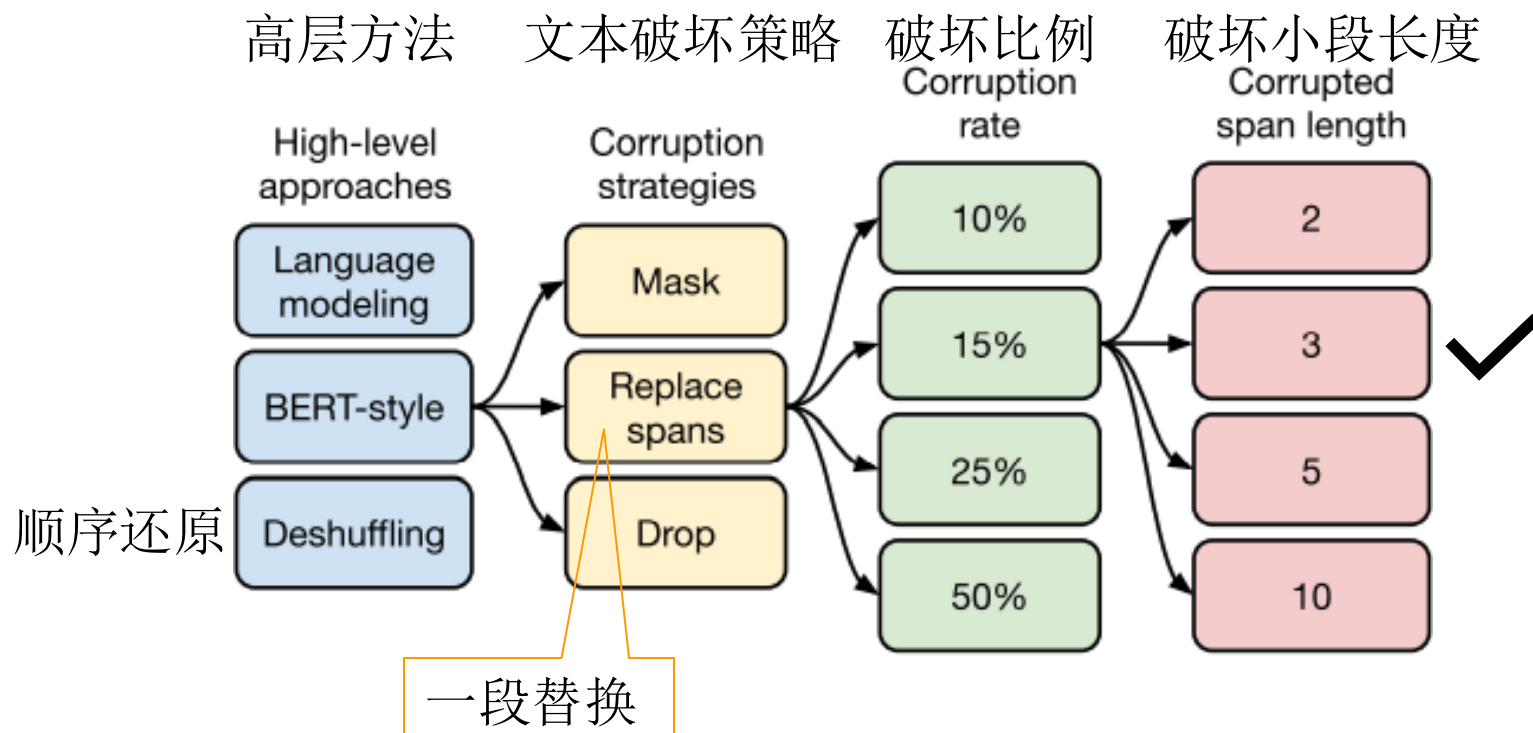 高层方法
文本破坏策略
破坏比例
破坏小段长度
High-level
approaches
Corruption
strategies
Corruption
rate
Corrupted
span length
Language
modeling
BERT-style
顺序还原
Deshuffling
Mask
Replace
spans
Drop
10%
15%
25%
50%
2
3
5
10
一段替换